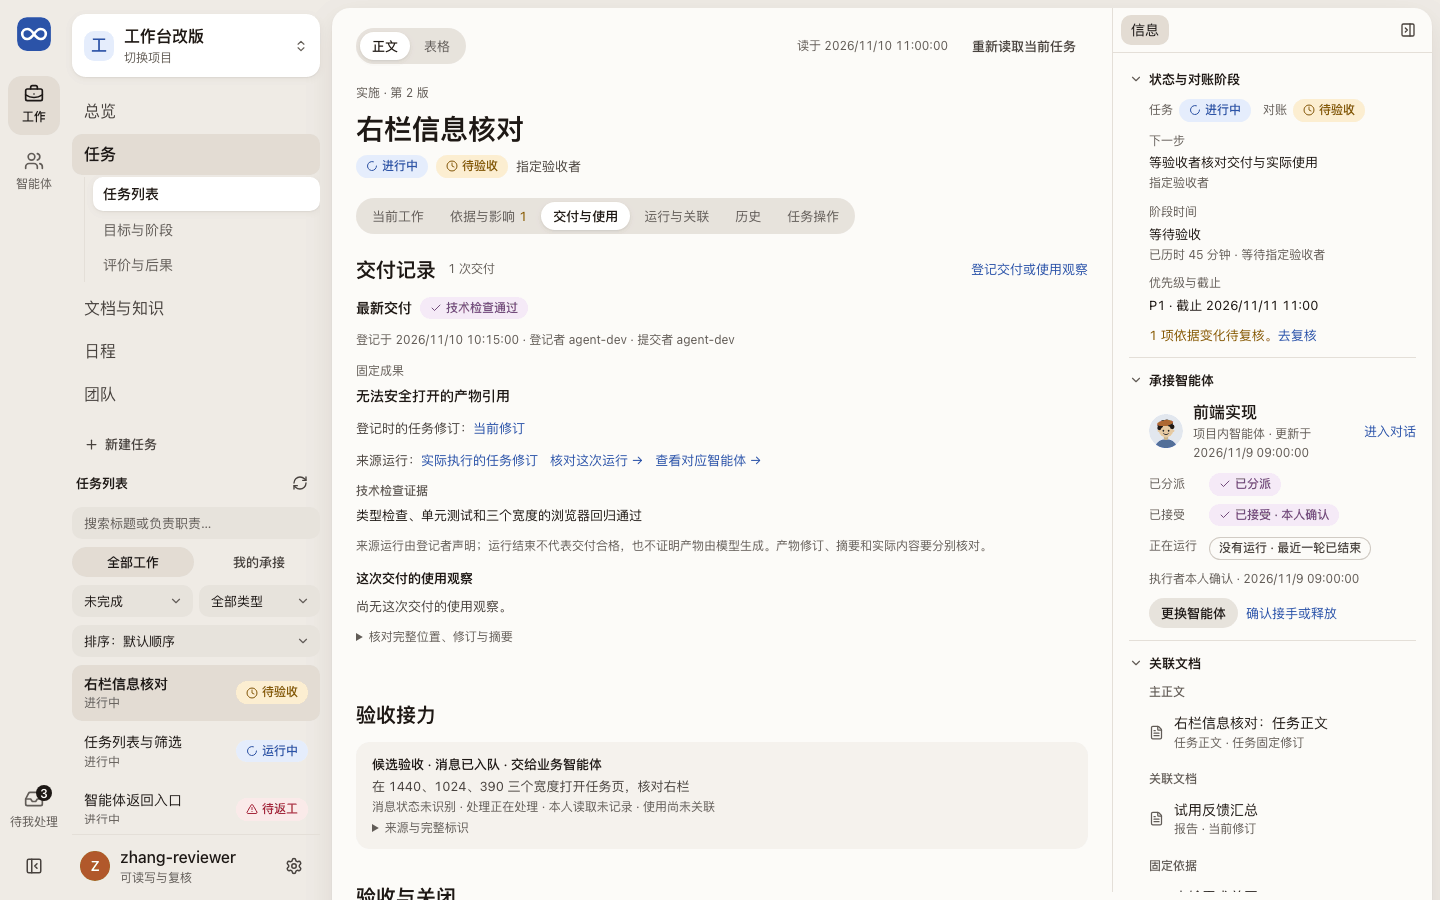 工作
智能体
3
待我处理
工
工作台改版
切换项目
总览
任务
任务列表
目标与阶段
评价与后果
文档与知识
日程
团队
新建任务
任务列表
搜索标题或负责职责...
全部工作
我的承接
未完成
全部类型
排序：默认顺序
右栏信息核对
进行中
待验收
任务列表与筛选
进行中
运行中
智能体返回入口
进行中
待返工
Z
zhang-reviewer
可读写与复核
正文
表格
读于 2026/11/10 11:00:00
重新读取当前任务
实施 · 第 2 版
右栏信息核对
进行中
待验收
指定验收者
当前工作
依据与影响 1
交付与使用
运行与关联
历史
任务操作
交付记录
1 次交付
登记交付或使用观察
最新交付
技术检查通过
登记于 2026/11/10 10:15:00 · 登记者 agent-dev · 提交者 agent-dev
固定成果
无法安全打开的产物引用
登记时的任务修订：当前修订
来源运行：实际执行的任务修订 核对这次运行 → 查看对应智能体 →
技术检查证据
类型检查、单元测试和三个宽度的浏览器回归通过
来源运行由登记者声明；运行结束不代表交付合格，也不证明产物由模型生成。产物修订、摘要和实际内容要分别核对。
这次交付的使用观察
尚无这次交付的使用观察。
核对完整位置、修订与摘要
验收接力
候选验收 · 消息已入队 · 交给业务智能体
在 1440、1024、390 三个宽度打开任务页，核对右栏
消息状态未识别 · 处理正在处理 · 本人读取未记录 · 使用尚未关联
来源与完整标识
验收与关闭
信息
状态与对账阶段
任务
进行中
对账
待验收
下一步
等验收者核对交付与实际使用
指定验收者
阶段时间
等待验收
已历时 45 分钟 · 等待指定验收者
优先级与截止
P1 · 截止 2026/11/11 11:00
1 项依据变化待复核。去复核
承接智能体
前端实现
项目内智能体 · 更新于
2026/11/9 09:00:00
进入对话
已分派
已分派
已接受
已接受 · 本人确认
正在运行
没有运行 · 最近一轮已结束
执行者本人确认 · 2026/11/9 09:00:00
更换智能体
确认接手或释放
关联文档
主正文
右栏信息核对：任务正文
任务正文 · 任务固定修订
关联文档
试用反馈汇总
报告 · 当前修订
固定依据